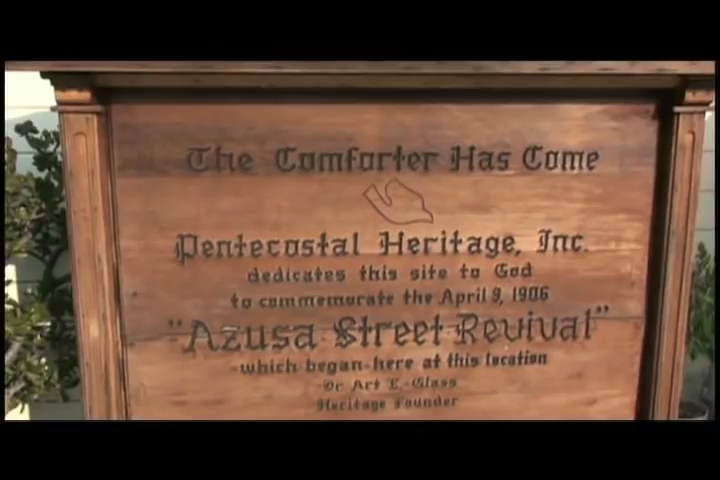 The Comforter Has Come
Pentecostal Heritage, Inc.
dedicates this site to God
to commemorate the April 9, 1906
"Azusa Street Revival"
which began here at this location
Dr Art E. Glass
Heritage Founder